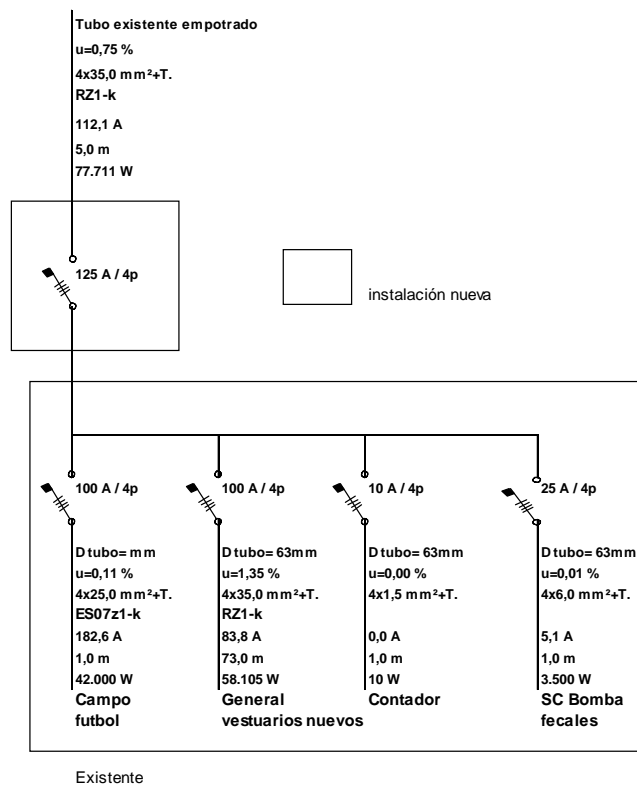 Tubo existente empotrado
u=0,75 %
4x35,0 mm²+T.
RZ1-k
112,1 A
5,0 m
77.711 W
125 A / 4p
instalación nueva
100 A / 4p
100 A / 4p
10 A / 4p
25 A / 4p
D tubo= mm
u=0,11 %
4x25,0 mm²+T.
ES07z1-k
182,6 A
1,0 m
42.000 W
Campo
futbol
D tubo= 63mm
u=1,35 %
4x35,0 mm²+T.
RZ1-k
83,8 A
73,0 m
58.105 W
General
vestuarios nuevos
D tubo= 63mm
u=0,00 %
4x1,5 mm²+T.
0,0 A
1,0 m
10 W
Contador
D tubo= 63mm
u=0,01 %
4x6,0 mm²+T.
5,1 A
1,0 m
3.500 W
SC Bomba
fecales
Existente